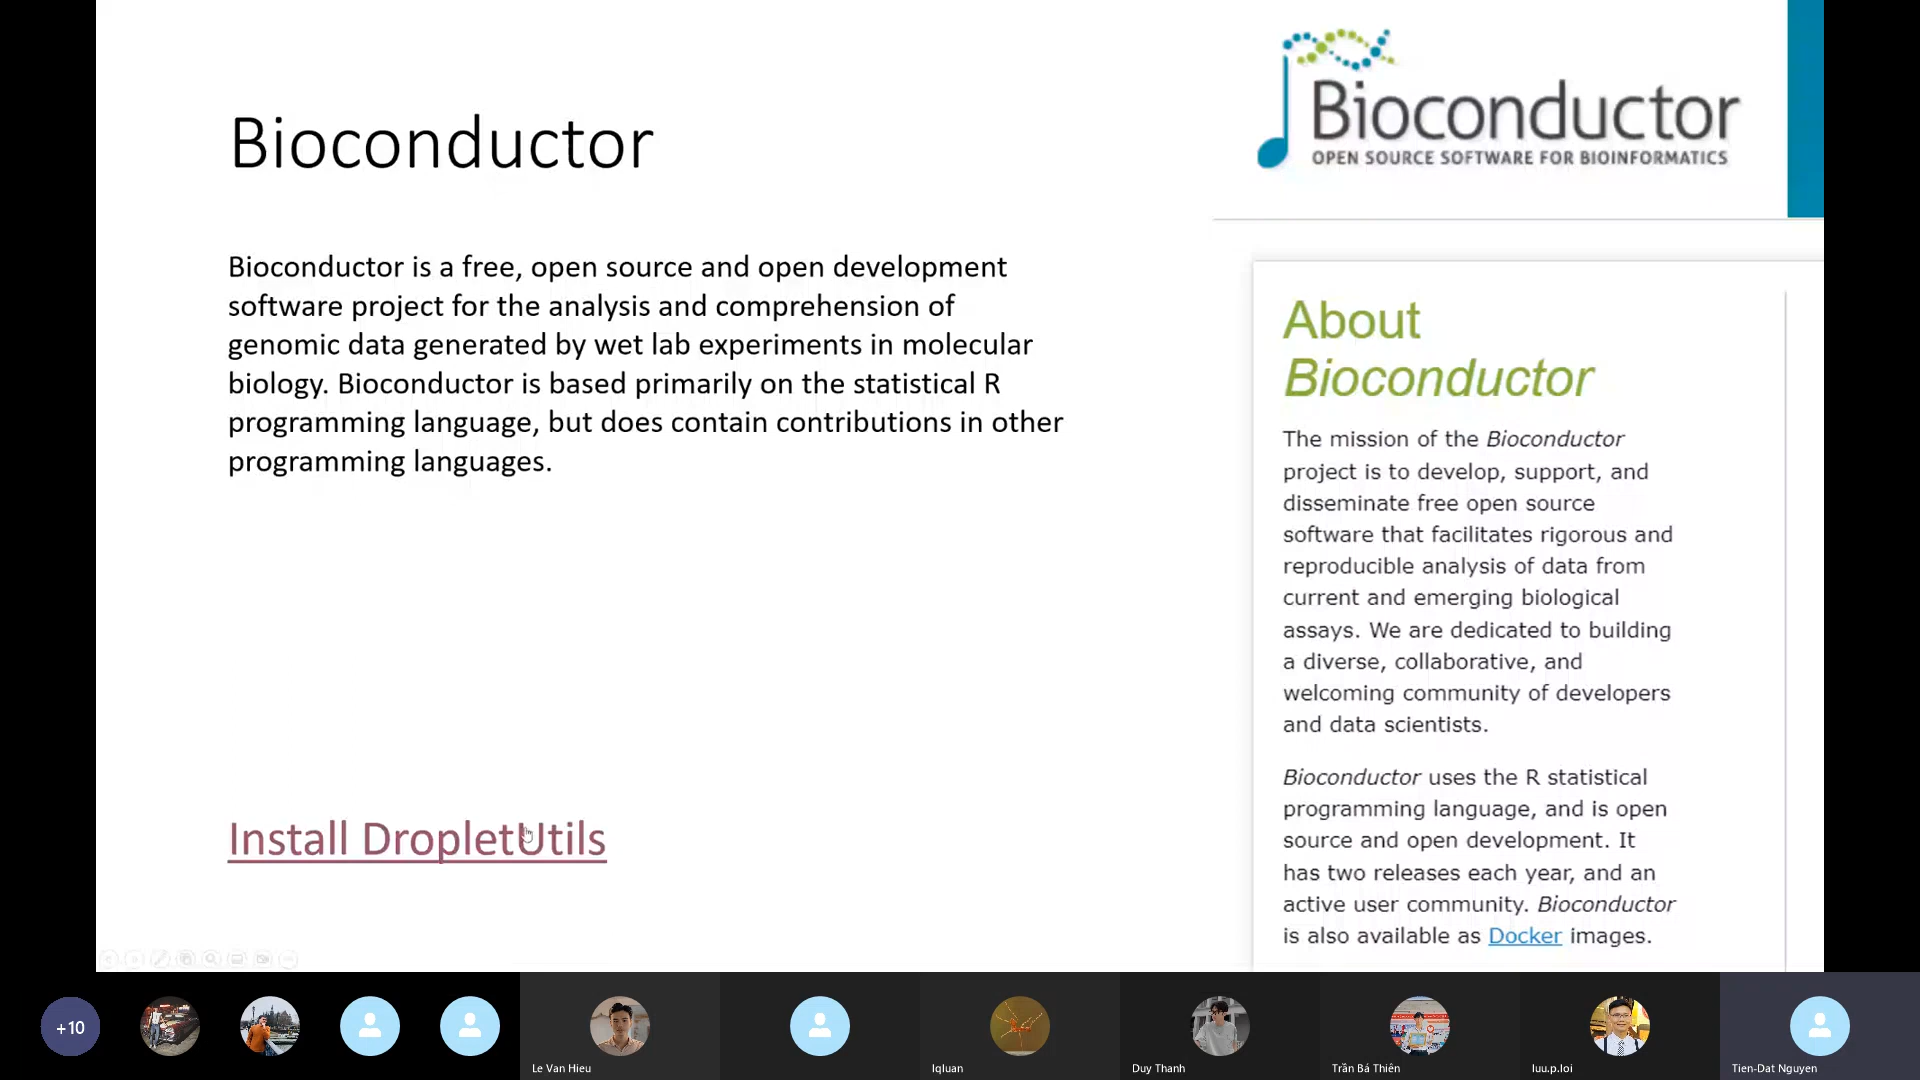 Bioconductor
Bioconductor is a free, open source and open development
software project for the analysis and comprehension of
genomic data generated by wet lab experiments in molecular
biology. Bioconductor is based primarily on the statistical R
programming language, but does contain contributions in other
programming languages.
Install DropletUtils
Bioconductor
OPEN SOURCE SOFTWARE FOR BIOINFORMATICS
About
Bioconductor
The mission of the Bioconductor
project is to develop, support, and
disseminate free open source
software that facilitates rigorous and
reproducible analysis of data from
current and emerging biological
assays. We are dedicated to building
a diverse, collaborative, and
welcoming community of developers
and data scientists.
Bioconductor uses the R statistical
programming language, and is open
source and open development. It
has two releases each year, and an
active user community. Bioconductor
is also available as Docker images.
+10
Le Van Hieu
lqluan
Duy Thanh
Trần Bá Thiên
luu.p.loi
Tien-Dat Nguyen